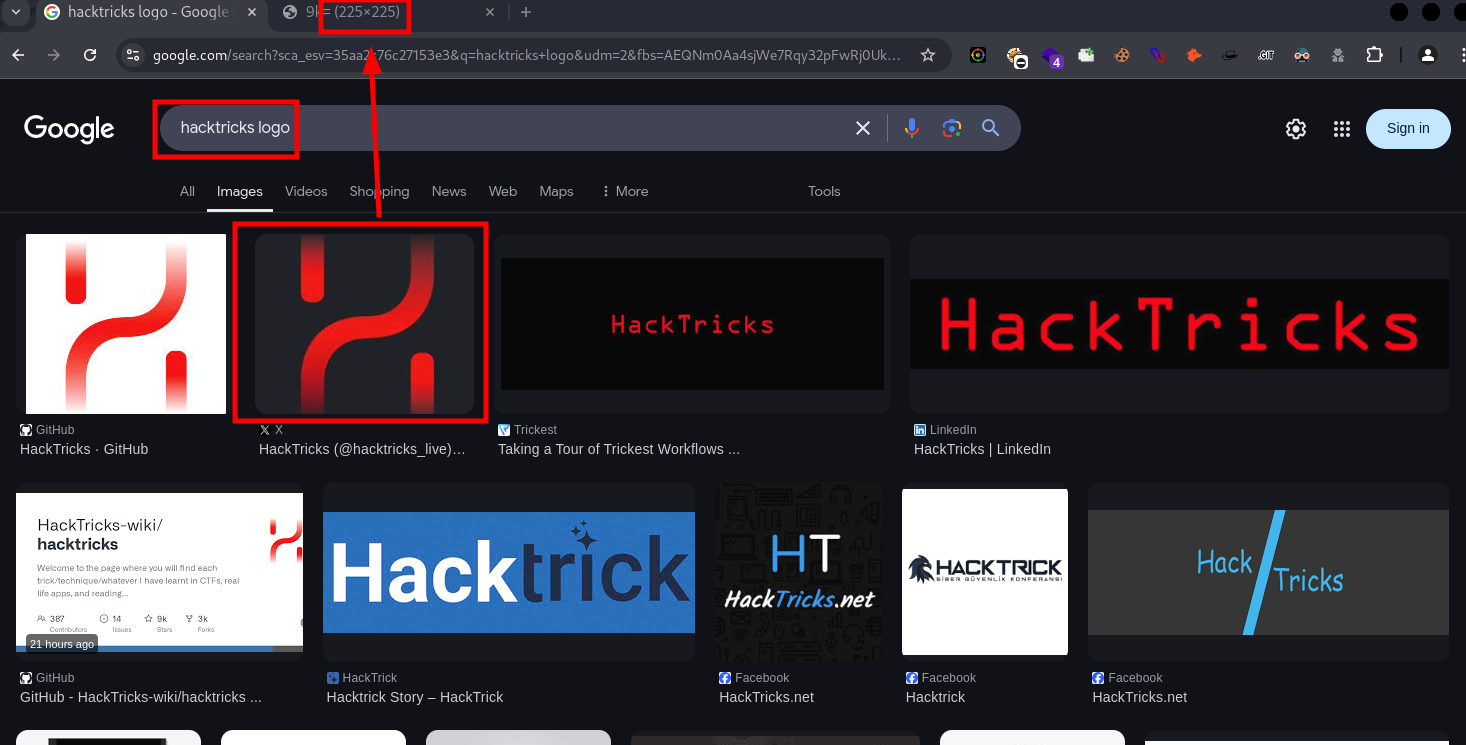 hacktricks logo - Google
9k= (225×225)
google.com/search?sca_esv=35aa2c76c27153e3&q=hacktricks+logo&udm=2&fbs=AEQNm0Aa4sjWe7Rqy32pFwRj0Uk...
4
.GIT
Google
hacktricks logo
Sign in
All Images Videos Shopping News Web Maps More Tools
HackTricks
HackTricks
GitHub
HackTricks · GitHub
X
HackTricks (@hacktricks_live)…
Trickest
Taking a Tour of Trickest Workflows ...
LinkedIn
HackTricks | LinkedIn
HackTricks-wiki/
hacktricks
Welcome to the page where you will find each
trick/technique/whatever I have learnt in CTFs, real
life apps, and reading...
387 14 9k 3k
Contributors Issues Stars Forks
21 hours ago
Hacktrick
HT
HackTricks.net
HACKTRICK
SİBER GÜVENLİK KONFERANSI
Hack
Tricks
GitHub
GitHub - HackTricks-wiki/hacktricks ...
HackTrick
Hacktrick Story – HackTrick
Facebook
HackTricks.net
Facebook
Hacktrick
Facebook
HackTricks.net